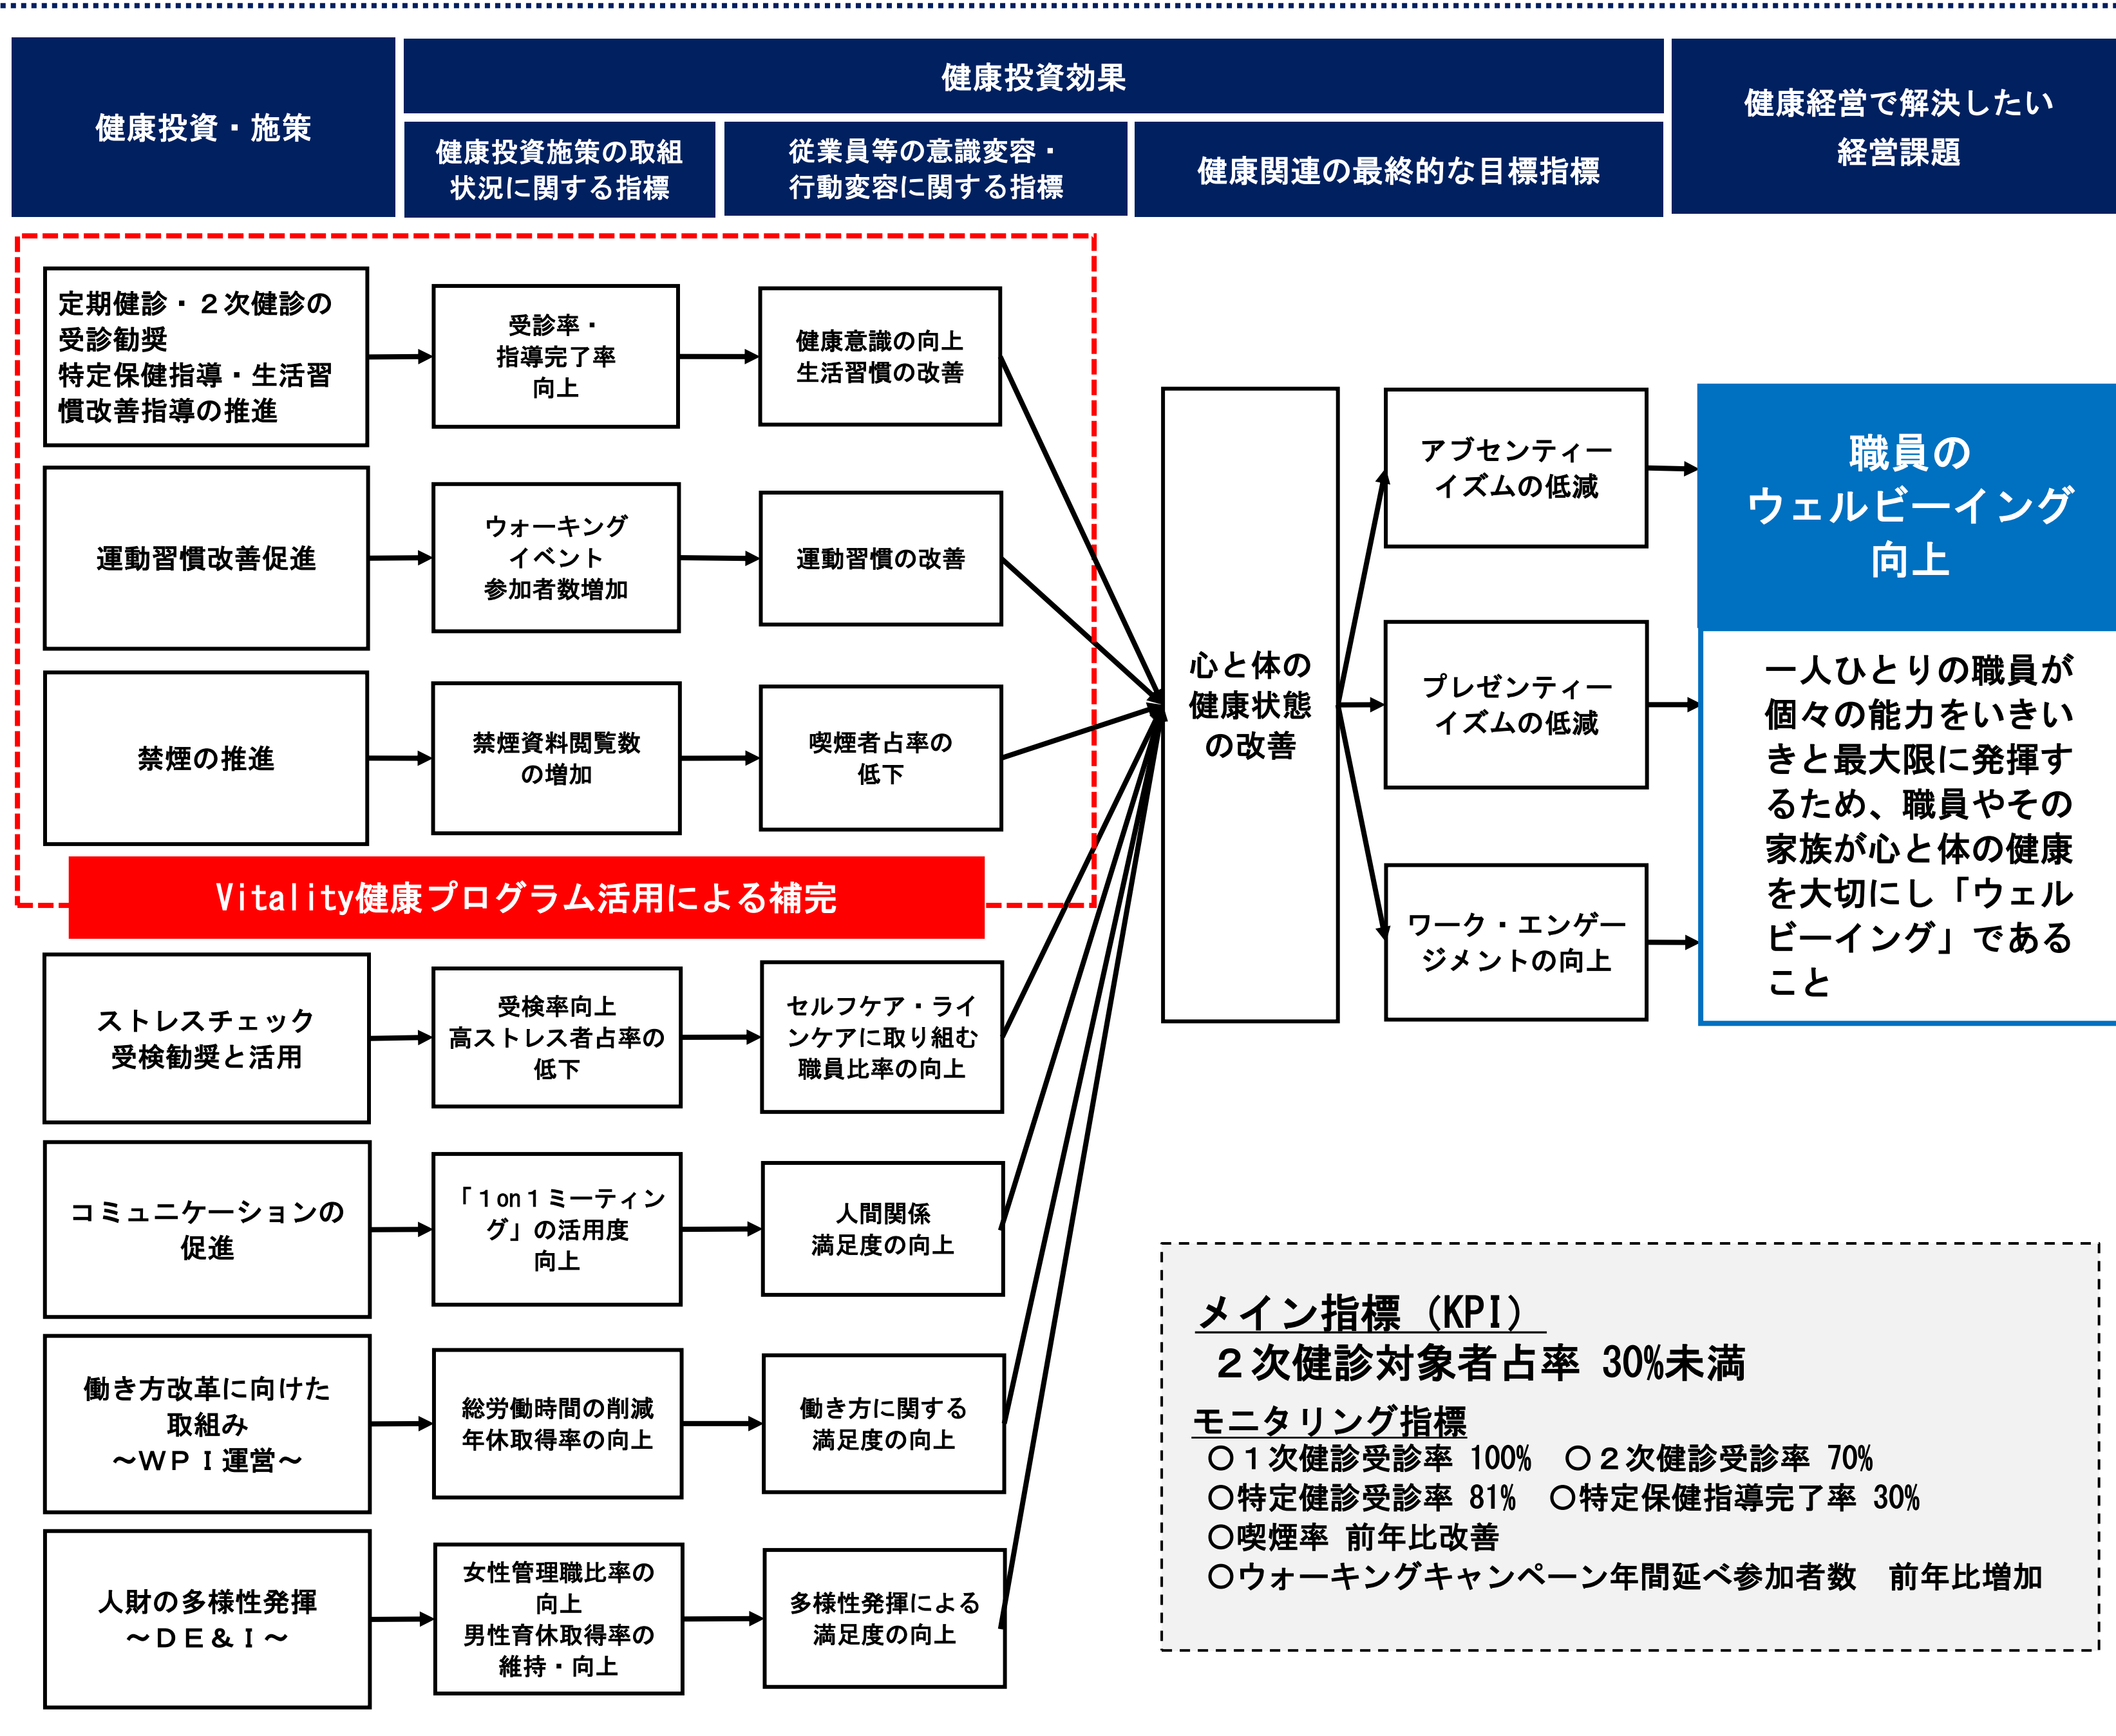 健康投資・施策
健康投資効果
健康投資施策の取組
状況に関する指標
従業員等の意識変容・
行動変容に関する指標
健康関連の最終的な目標指標
健康経営で解決したい
経営課題
定期健診・２次健診の
受診勧奨
特定保健指導・生活習
慣改善指導の推進
受診率・
指導完了率
向上
健康意識の向上
生活習慣の改善
運動習慣改善促進
ウォーキング
イベント
参加者数増加
運動習慣の改善
禁煙の推進
禁煙資料閲覧数
の増加
喫煙者占率の
低下
Vitality健康プログラム活用による補完
ストレスチェック
受検勧奨と活用
受検率向上
高ストレス者占率の
低下
セルフケア・ライ
ンケアに取り組む
職員比率の向上
コミュニケーションの
促進
「１on１ミーティン
グ」の活用度
向上
人間関係
満足度の向上
働き方改革に向けた
取組み
～ＷＰＩ運営～
総労働時間の削減
年休取得率の向上
働き方に関する
満足度の向上
人財の多様性発揮
～ＤＥ＆Ｉ～
女性管理職比率の
向上
男性育休取得率の
維持・向上
多様性発揮による
満足度の向上
心と体の
健康状態
の改善
アブセンティー
イズムの低減
プレゼンティー
イズムの低減
ワーク・エンゲー
ジメントの向上
職員の
ウェルビーイング
向上
一人ひとりの職員が
個々の能力をいきい
きと最大限に発揮す
るため、職員やその
家族が心と体の健康
を大切にし「ウェル
ビーイング」である
こと
メイン指標（KPI）
２次健診対象者占率 30%未満
モニタリング指標
○１次健診受診率 100%　○２次健診受診率 70%
○特定健診受診率 81%　○特定保健指導完了率 30%
○喫煙率 前年比改善
○ウォーキングキャンペーン年間延べ参加者数　前年比増加